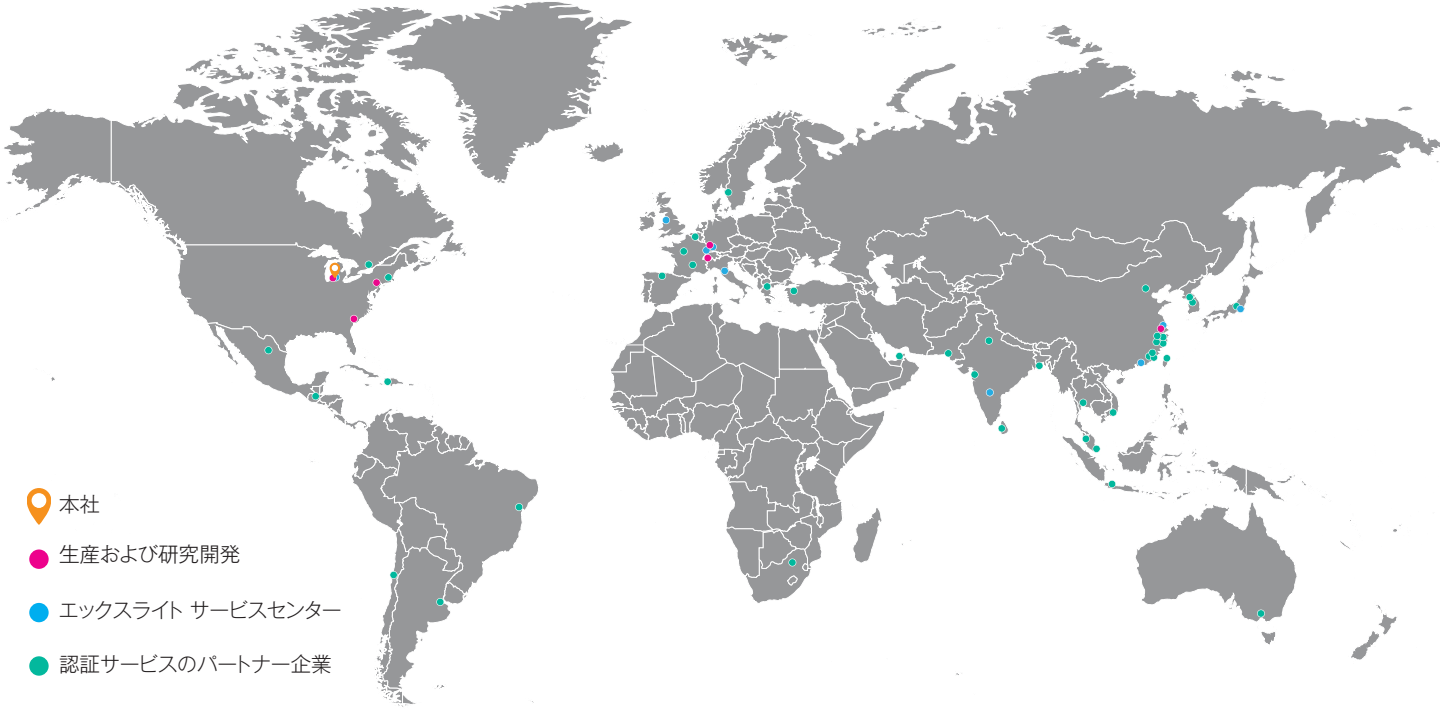 本社
生産および研究開発
エックスライト サービスセンター
認証サービスのパートナー企業